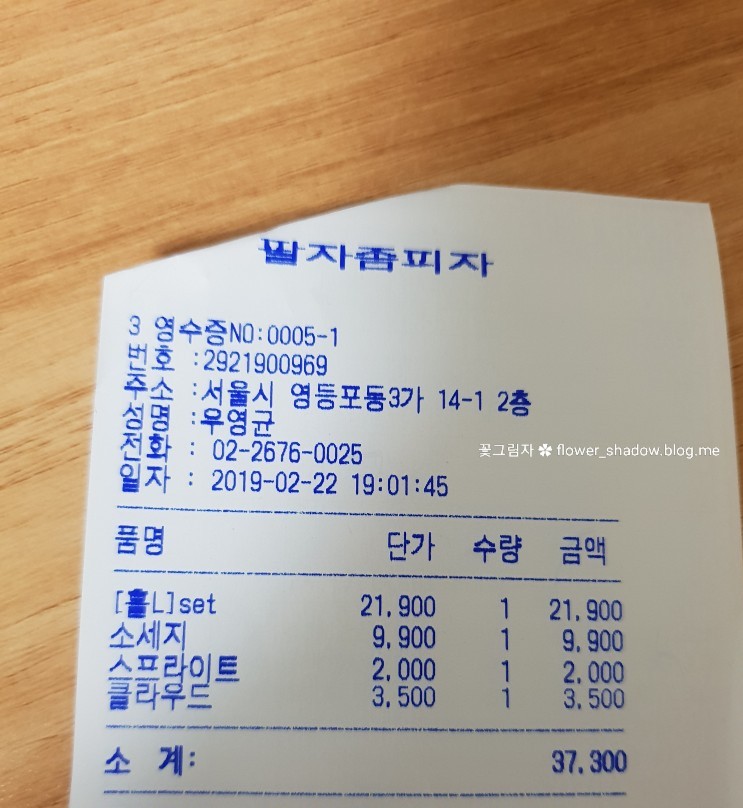 팔자좀피자
3 영수증NO:0005-1
번호 :2921900969
주소 :서울시 영등포동3가 14-1 2층
성명 :우영균
전화 : 02-2676-0025
꽃그림자 ✽ flower_shadow.blog.me
일자 : 2019-02-22 19:01:45
품명 단가 수량 금액
[홀L]set 21,900 1 21,900
소세지 9,900 1 9,900
스프라이트 2,000 1 2,000
클라우드 3,500 1 3,500
소 계: 37,300